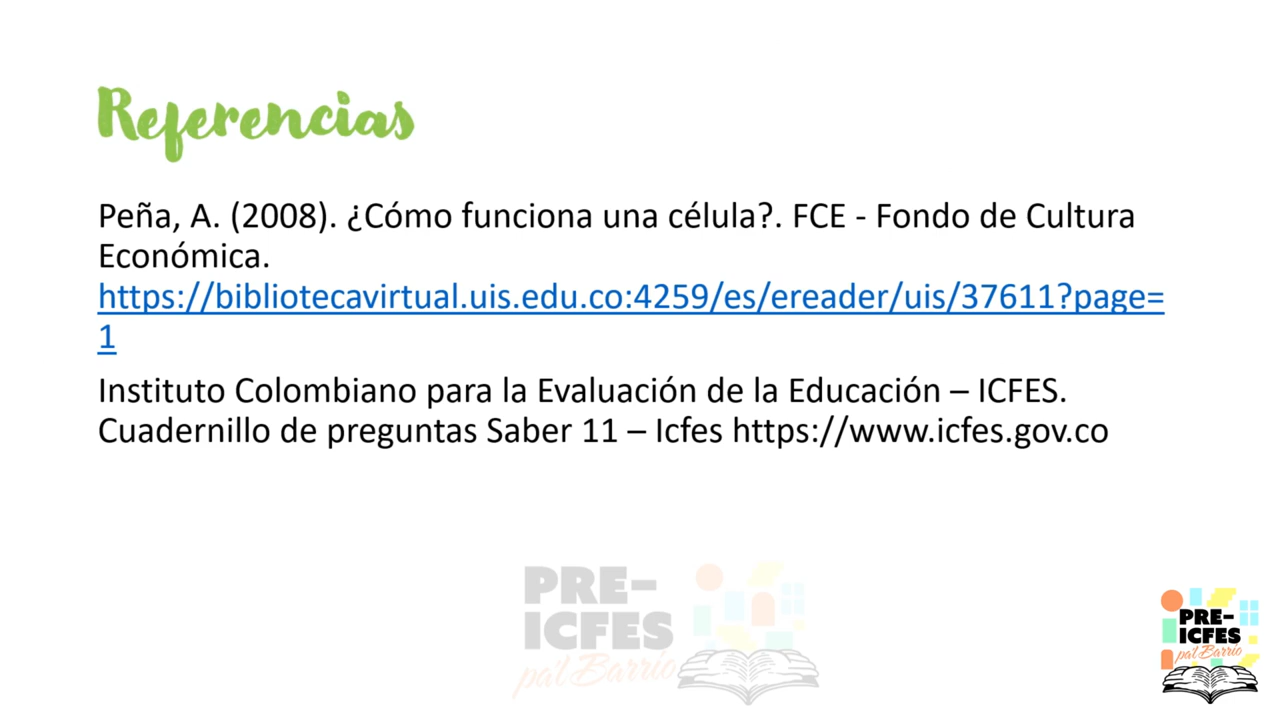 Referencias
Peña, A. (2008). ¿Cómo funciona una célula?. FCE - Fondo de Cultura
Económica.
https://bibliotecavirtual.uis.edu.co:4259/es/ereader/uis/37611?page=
1
Instituto Colombiano para la Evaluación de la Educación – ICFES.
Cuadernillo de preguntas Saber 11 – Icfes https://www.icfes.gov.co
PRE-
ICFES
pa'l Barrio
PRE-
ICFES
pa'l Barrio